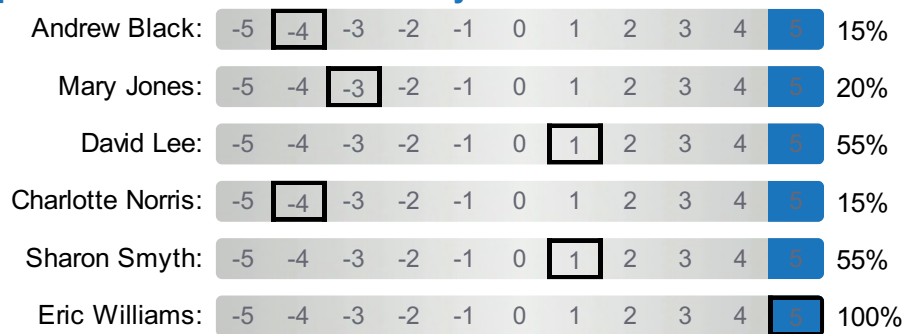 Andrew Black: -5 -4 -3 -2 -1 0 1 2 3 4 5 15%
Mary Jones: -5 -4 -3 -2 -1 0 1 2 3 4 5 20%
David Lee: -5 -4 -3 -2 -1 0 1 2 3 4 5 55%
Charlotte Norris: -5 -4 -3 -2 -1 0 1 2 3 4 5 15%
Sharon Smyth: -5 -4 -3 -2 -1 0 1 2 3 4 5 55%
Eric Williams: -5 -4 -3 -2 -1 0 1 2 3 4 5 100%